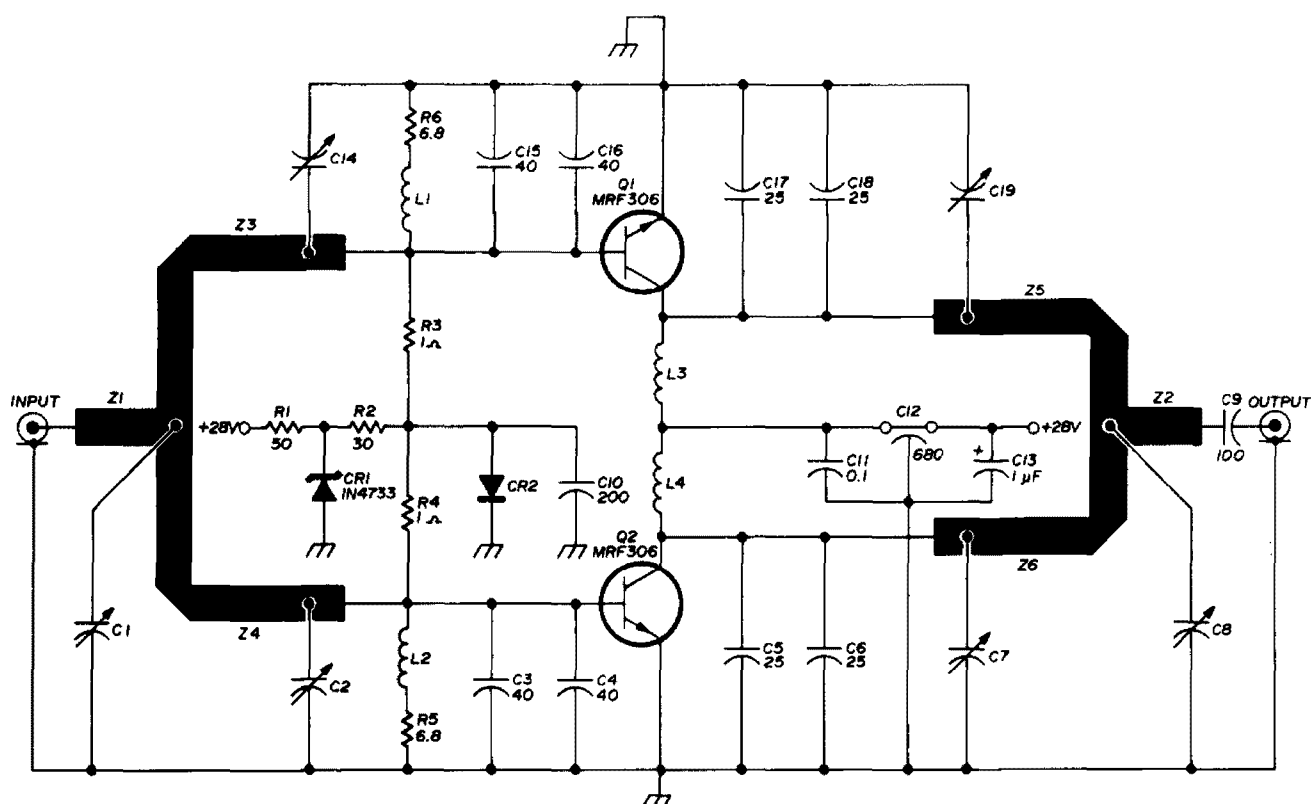 R6
6.8
C14
C15
40
C16
40
L1
Q1
MRF306
C17
25
C18
25
C19
Z3
Z5
R3
1Ω
L3
INPUT
Z1
+28V
R1
50
R2
30
C12
680
+28V
Z2
C9
100
OUTPUT
CR1
1N4733
R4
1Ω
CR2
C10
200
L4
C11
0.1
+
C13
1 µF
Q2
MRF306
Z4
Z6
C1
C2
L2
C3
40
C4
40
C5
25
C6
25
C7
C8
R5
6.8